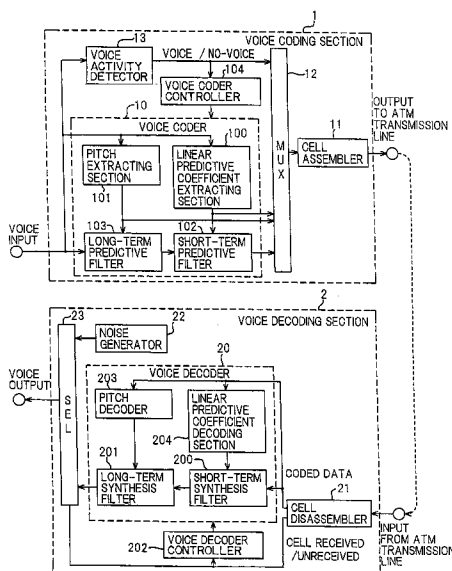 1
VOICE CODING SECTION
13
VOICE
ACTIVITY
DETECTOR
VOICE / NO-VOICE
104
VOICE CODER
CONTROLLER
12
MUX
10
VOICE CODER
100
PITCH
EXTRACTING
SECTION
101
LINEAR
PREDICTIVE
COEFFICIENT
EXTRACTING
SECTION
11
CELL
ASSEMBLER
OUTPUT
TO ATM
TRANSMISSION
LINE
VOICE
INPUT
103
LONG-TERM
PREDICTIVE
FILTER
102
SHORT-TERM
PREDICTIVE
FILTER
2
VOICE DECODING SECTION
23
SEL
NOISE
GENERATOR
22
VOICE
OUTPUT
20
VOICE DECODER
203
PITCH
DECODER
LINEAR
PREDICTIVE
COEFFICIENT
DECODING
SECTION
204
201
LONG-TERM
SYNTHESIS
FILTER
200
SHORT-TERM
SYNTHESIS
FILTER
CODED DATA
21
CELL
DISASSEMBLER
202
VOICE DECODER
CONTROLLER
CELL RECEIVED
/UNRECEIVED
INPUT
FROM ATM
TRANSMISSION
LINE